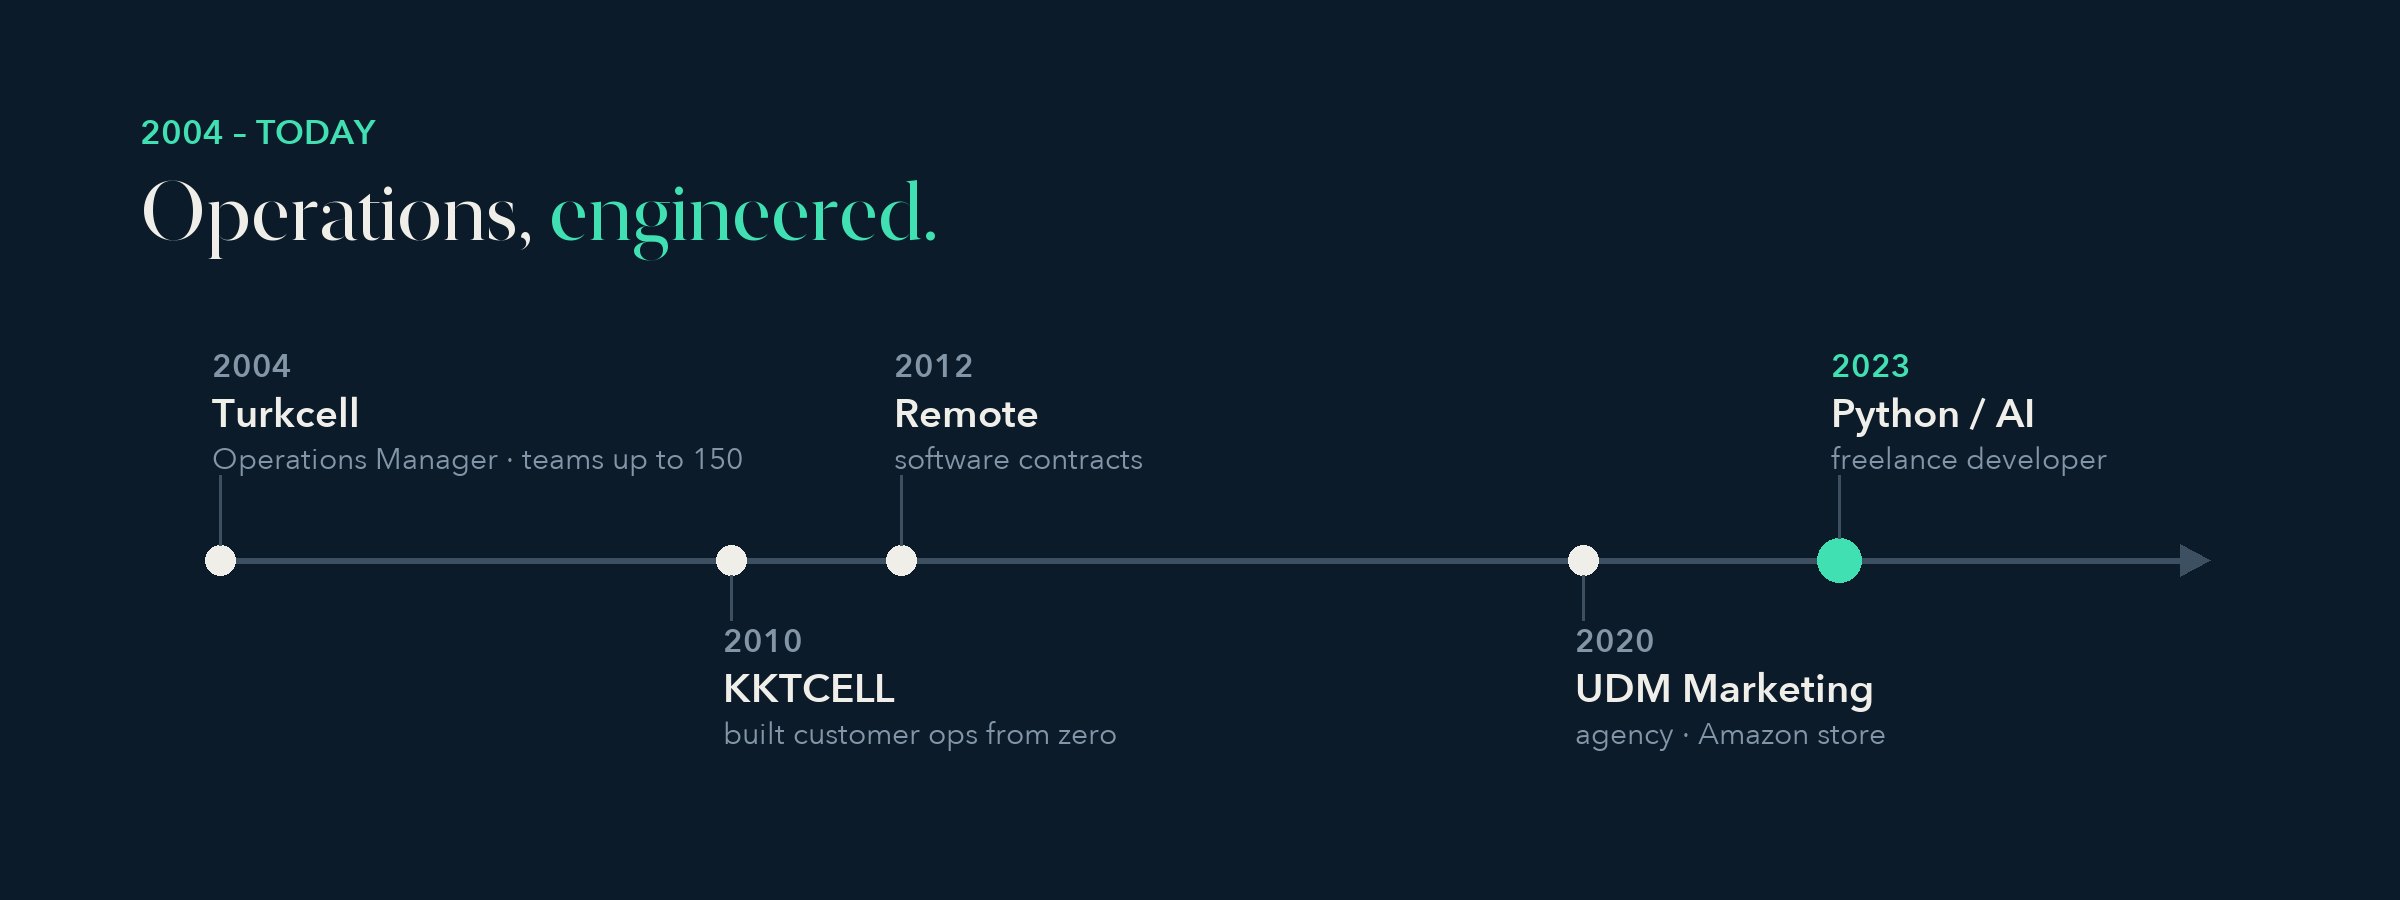 2004 – TODAY
Operations, engineered.
2004
Turkcell
Operations Manager · teams up to 150
2012
Remote
software contracts
2023
Python / AI
freelance developer
2010
KKTCELL
built customer ops from zero
2020
UDM Marketing
agency · Amazon store